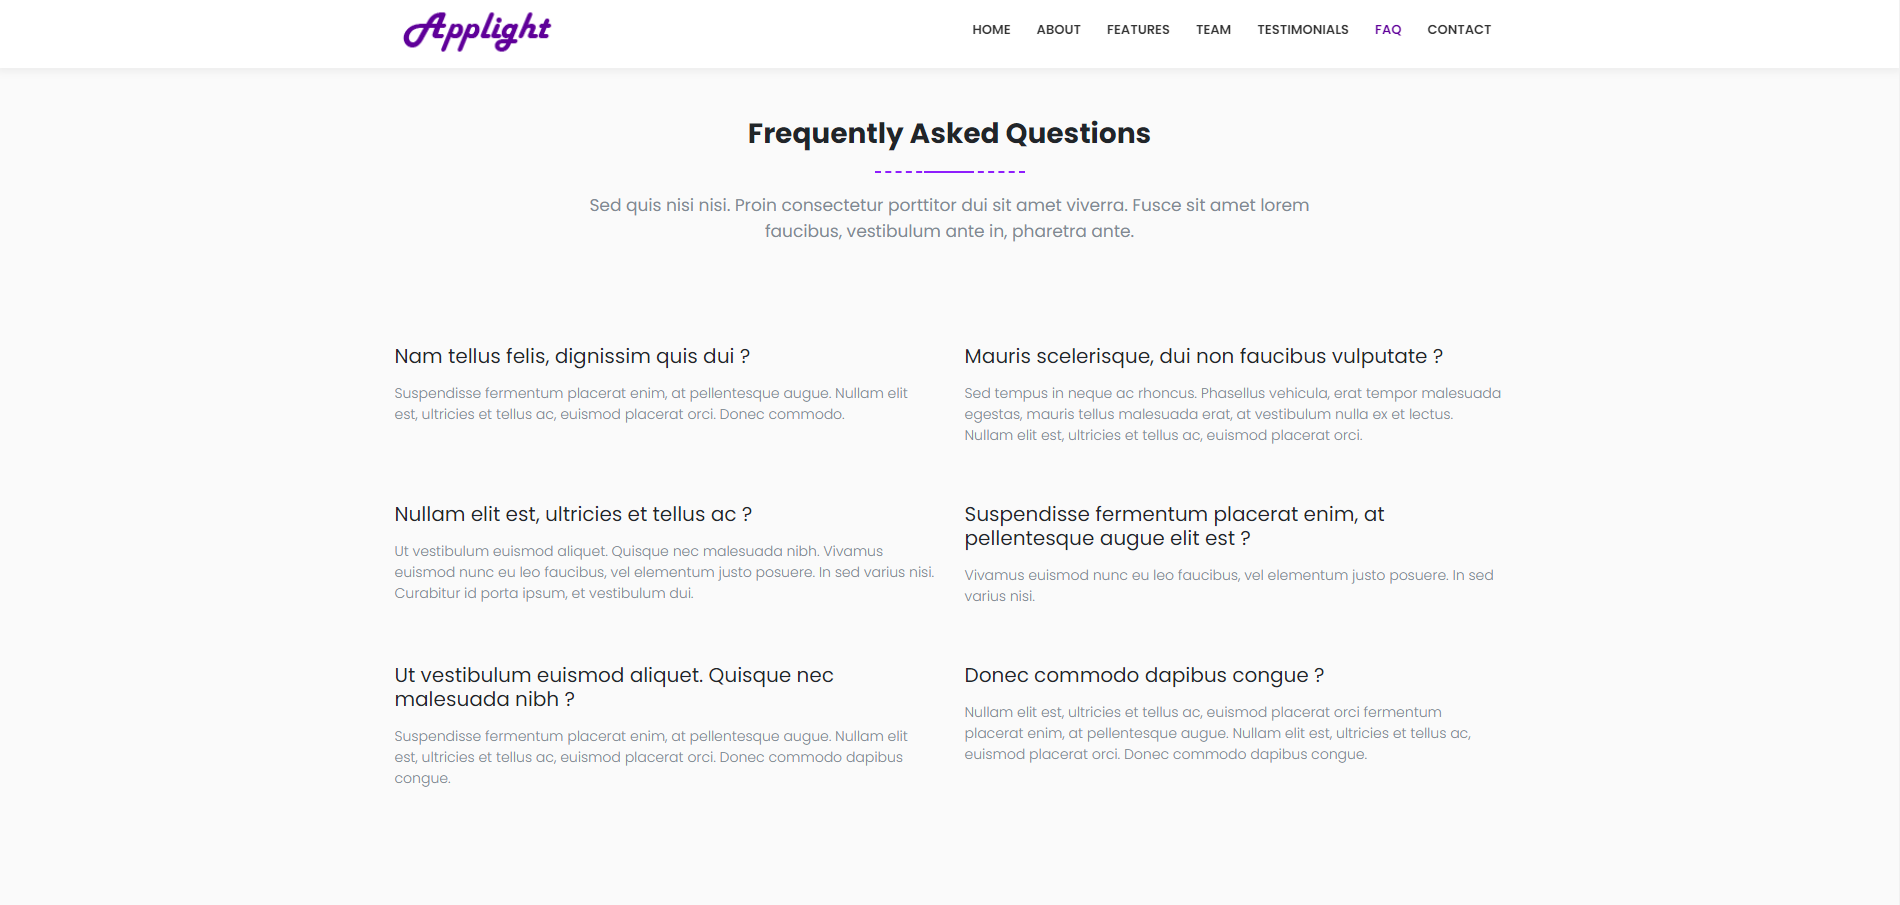 Applight
HOME ABOUT FEATURES TEAM TESTIMONIALS FAQ CONTACT
Frequently Asked Questions
Sed quis nisi nisi. Proin consectetur porttitor dui sit amet viverra. Fusce sit amet lorem
faucibus, vestibulum ante in, pharetra ante.
Nam tellus felis, dignissim quis dui ?
Suspendisse fermentum placerat enim, at pellentesque augue. Nullam elit
est, ultricies et tellus ac, euismod placerat orci. Donec commodo.
Mauris scelerisque, dui non faucibus vulputate ?
Sed tempus in neque ac rhoncus. Phasellus vehicula, erat tempor malesuada
egestas, mauris tellus malesuada erat, at vestibulum nulla ex et lectus.
Nullam elit est, ultricies et tellus ac, euismod placerat orci.
Nullam elit est, ultricies et tellus ac ?
Ut vestibulum euismod aliquet. Quisque nec malesuada nibh. Vivamus
euismod nunc eu leo faucibus, vel elementum justo posuere. In sed varius nisi.
Curabitur id porta ipsum, et vestibulum dui.
Suspendisse fermentum placerat enim, at
pellentesque augue elit est ?
Vivamus euismod nunc eu leo faucibus, vel elementum justo posuere. In sed
varius nisi.
Ut vestibulum euismod aliquet. Quisque nec
malesuada nibh ?
Suspendisse fermentum placerat enim, at pellentesque augue. Nullam elit
est, ultricies et tellus ac, euismod placerat orci. Donec commodo dapibus
congue.
Donec commodo dapibus congue ?
Nullam elit est, ultricies et tellus ac, euismod placerat orci fermentum
placerat enim, at pellentesque augue. Nullam elit est, ultricies et tellus ac,
euismod placerat orci. Donec commodo dapibus congue.